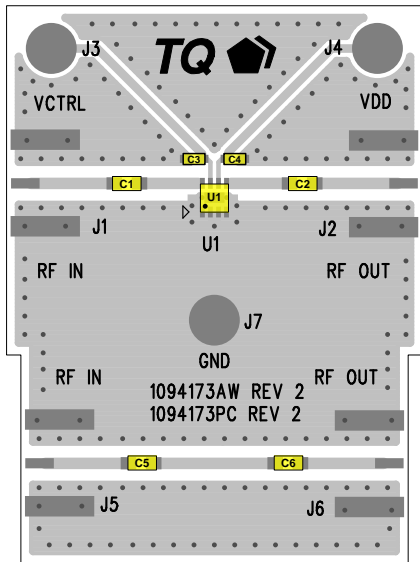 J3
TQ
J4
VCTRL
VDD
C3
C4
C1
U1
C2
J1
U1
J2
RF IN
RF OUT
J7
GND
RF IN
RF OUT
1094173AW REV 2
1094173PC REV 2
C5
C6
J5
J6